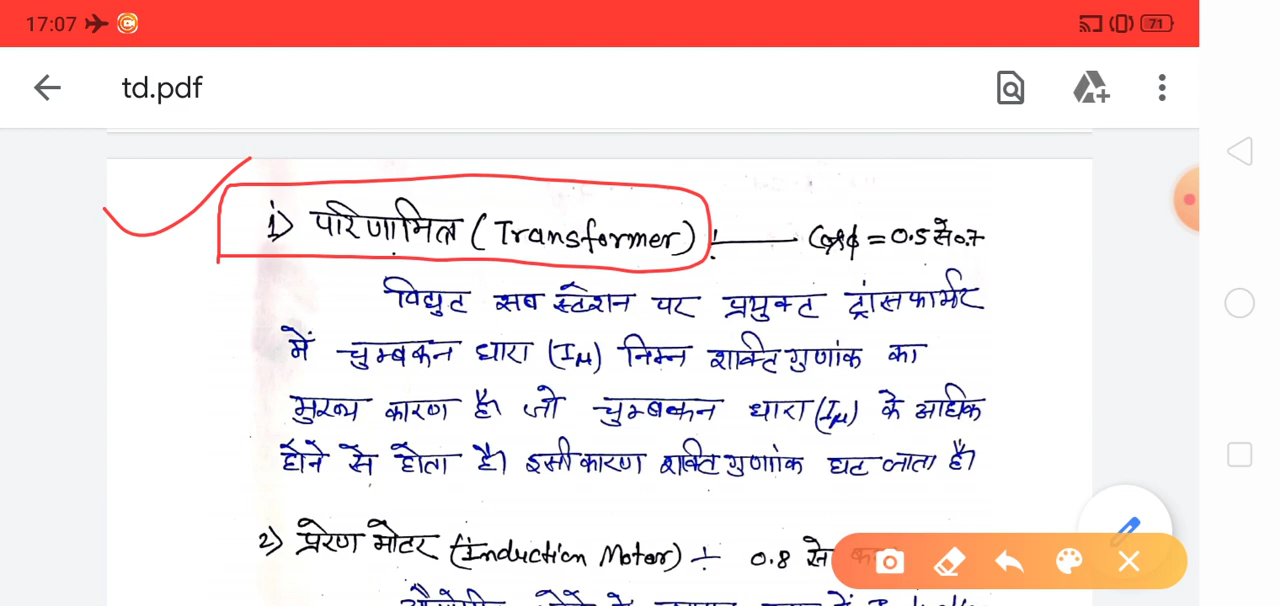 17:07
71
td.pdf
1) परिणामित्र (Transformer) :— Cosϕ = 0.5 से 0.7
विद्युत सब स्टेशन पर प्रयुक्ट ट्रांसफार्मर
में चुम्बकन धारा (Iμ) निम्न शक्ति गुणांक का
मुख्य कारण है। जो चुम्बकन धारा (Iμ) के अधिक
होने से होता है। इसी कारण शक्ति गुणांक घट जाता है।
2) प्रेरण मोटर (Induction Motor) ÷ 0.8 से